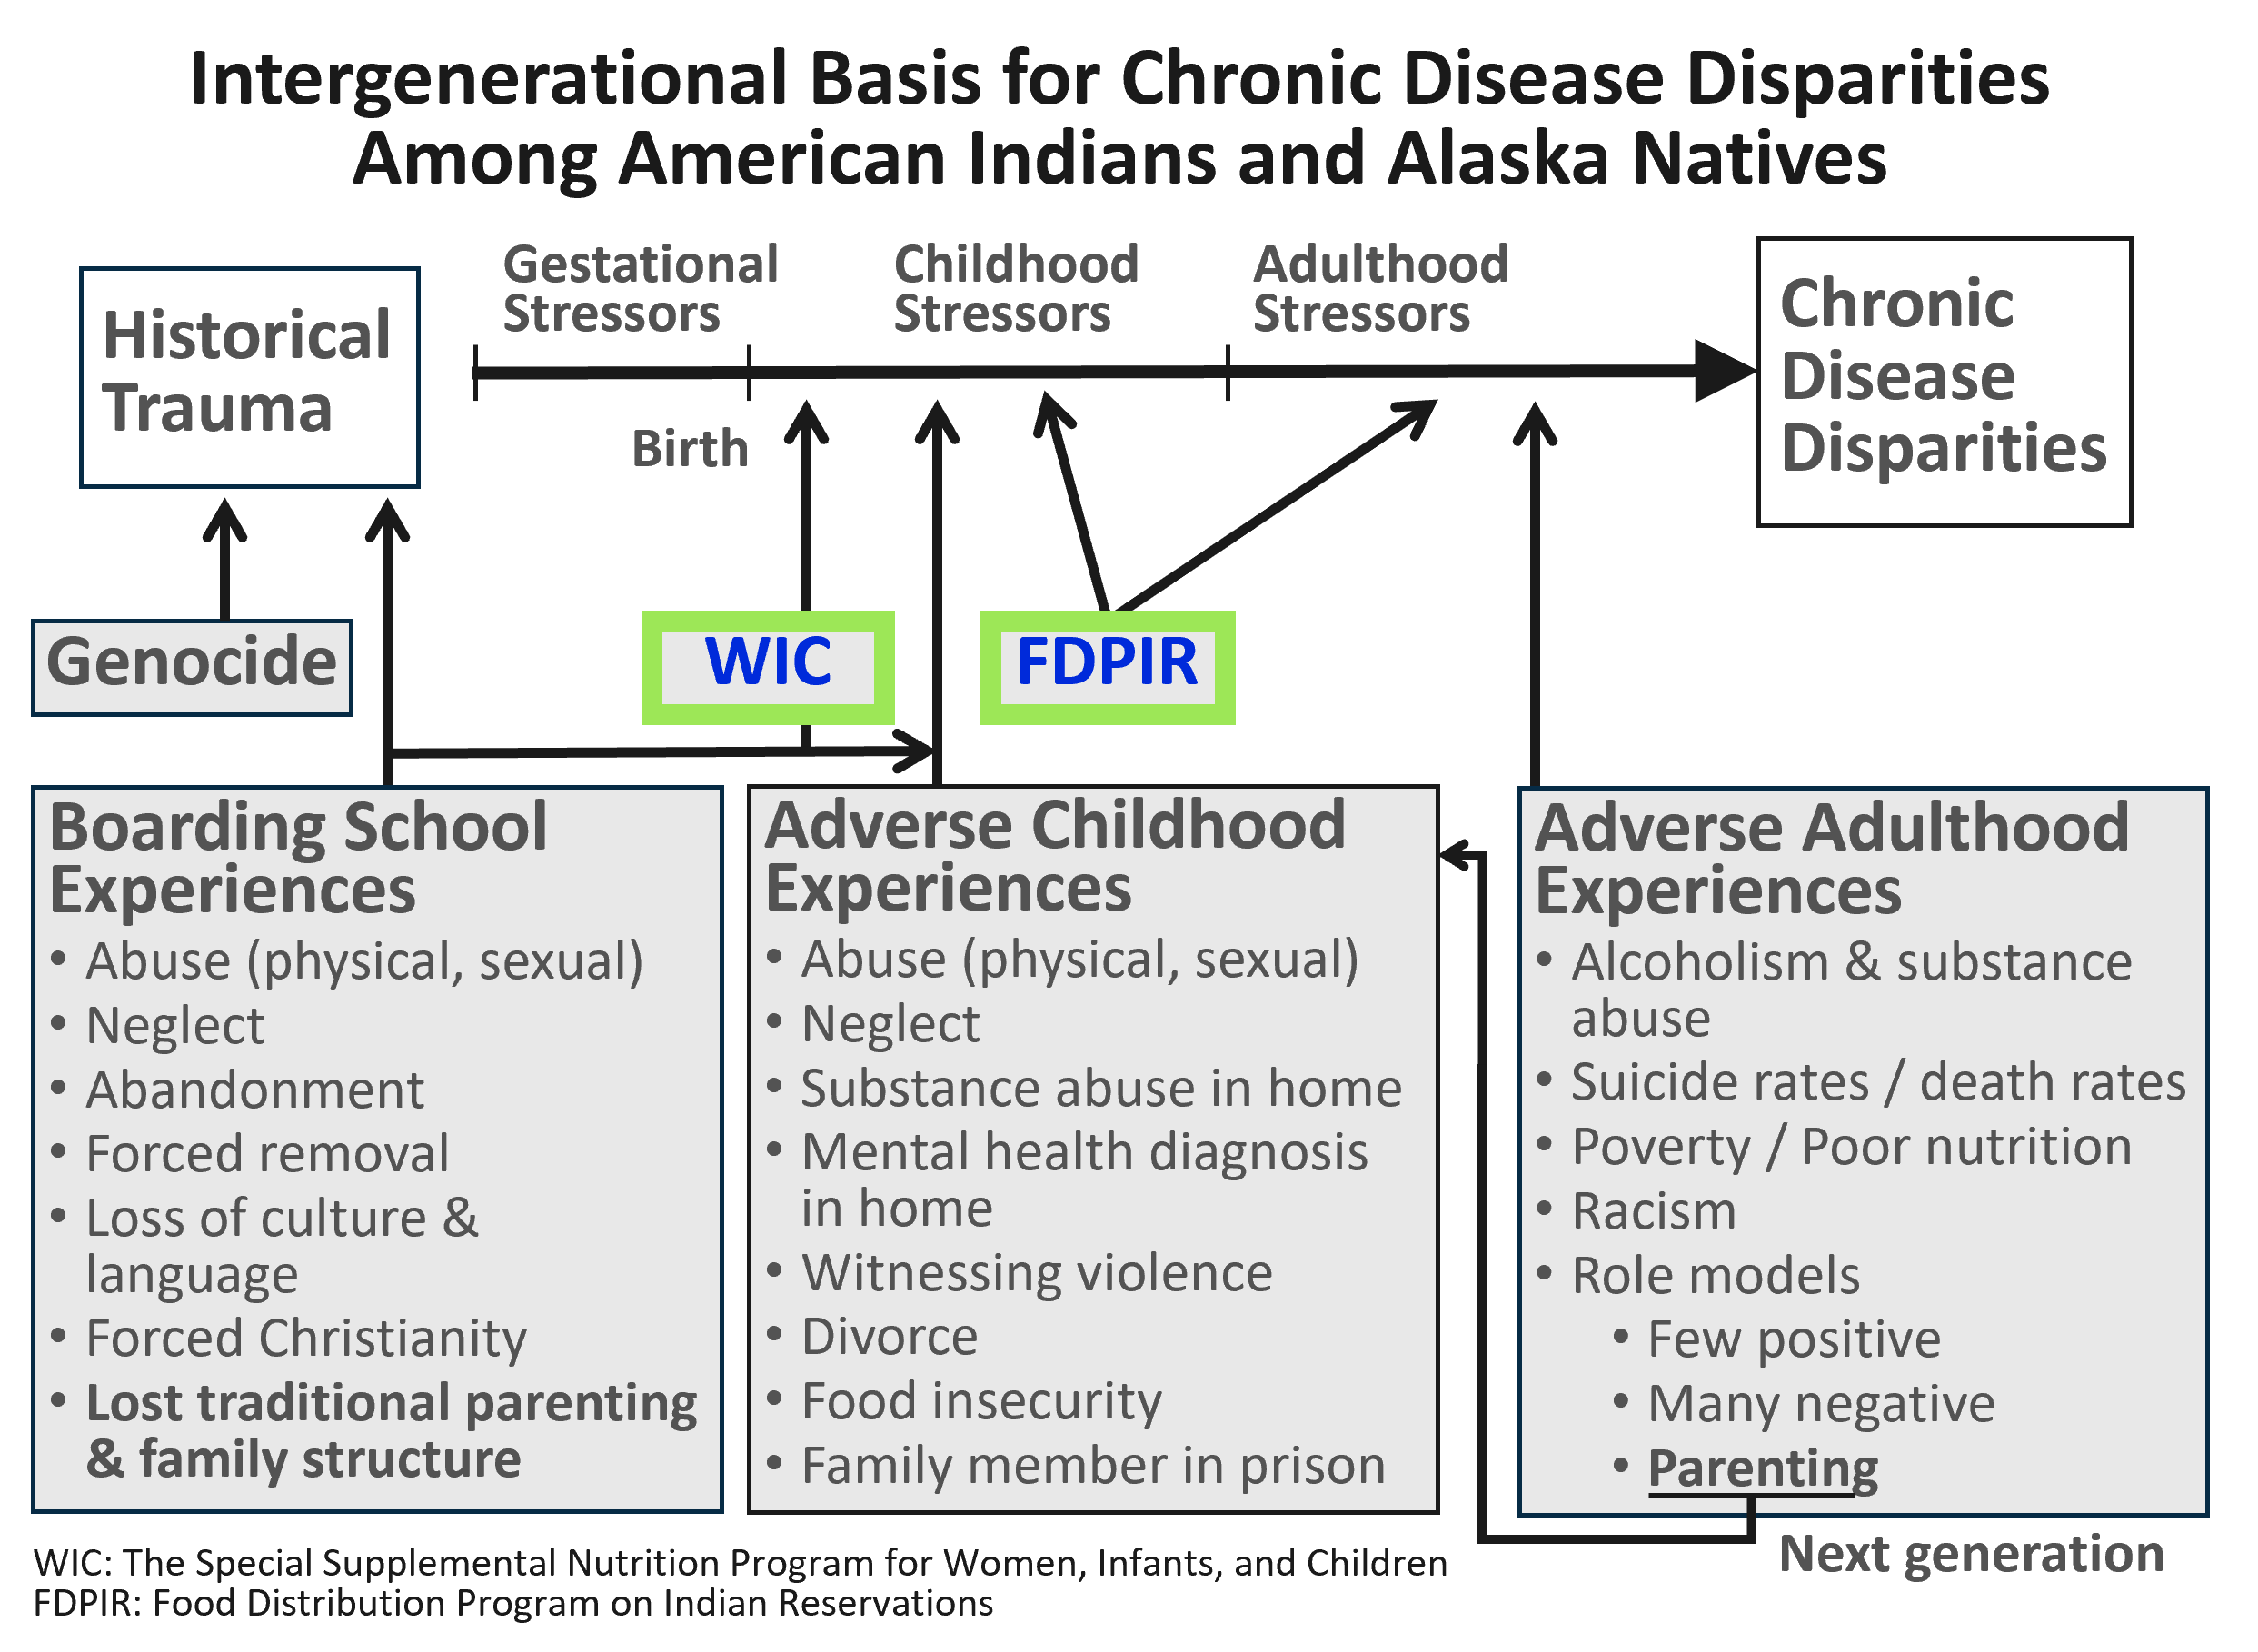 Intergenerational Basis for Chronic Disease Disparities
Among American Indians and Alaska Natives
Historical
Trauma
Gestational
Stressors
Childhood
Stressors
Adulthood
Stressors
Chronic
Disease
Disparities
Birth
Genocide
WIC
FDPIR
Boarding School
Experiences
• Abuse (physical, sexual)
• Neglect
• Abandonment
• Forced removal
• Loss of culture &
language
• Forced Christianity
• Lost traditional parenting
& family structure
Adverse Childhood
Experiences
• Abuse (physical, sexual)
• Neglect
• Substance abuse in home
• Mental health diagnosis
in home
• Witnessing violence
• Divorce
• Food insecurity
• Family member in prison
Adverse Adulthood
Experiences
• Alcoholism & substance
abuse
• Suicide rates / death rates
• Poverty / Poor nutrition
• Racism
• Role models
• Few positive
• Many negative
• Parenting
Next generation
WIC: The Special Supplemental Nutrition Program for Women, Infants, and Children
FDPIR: Food Distribution Program on Indian Reservations